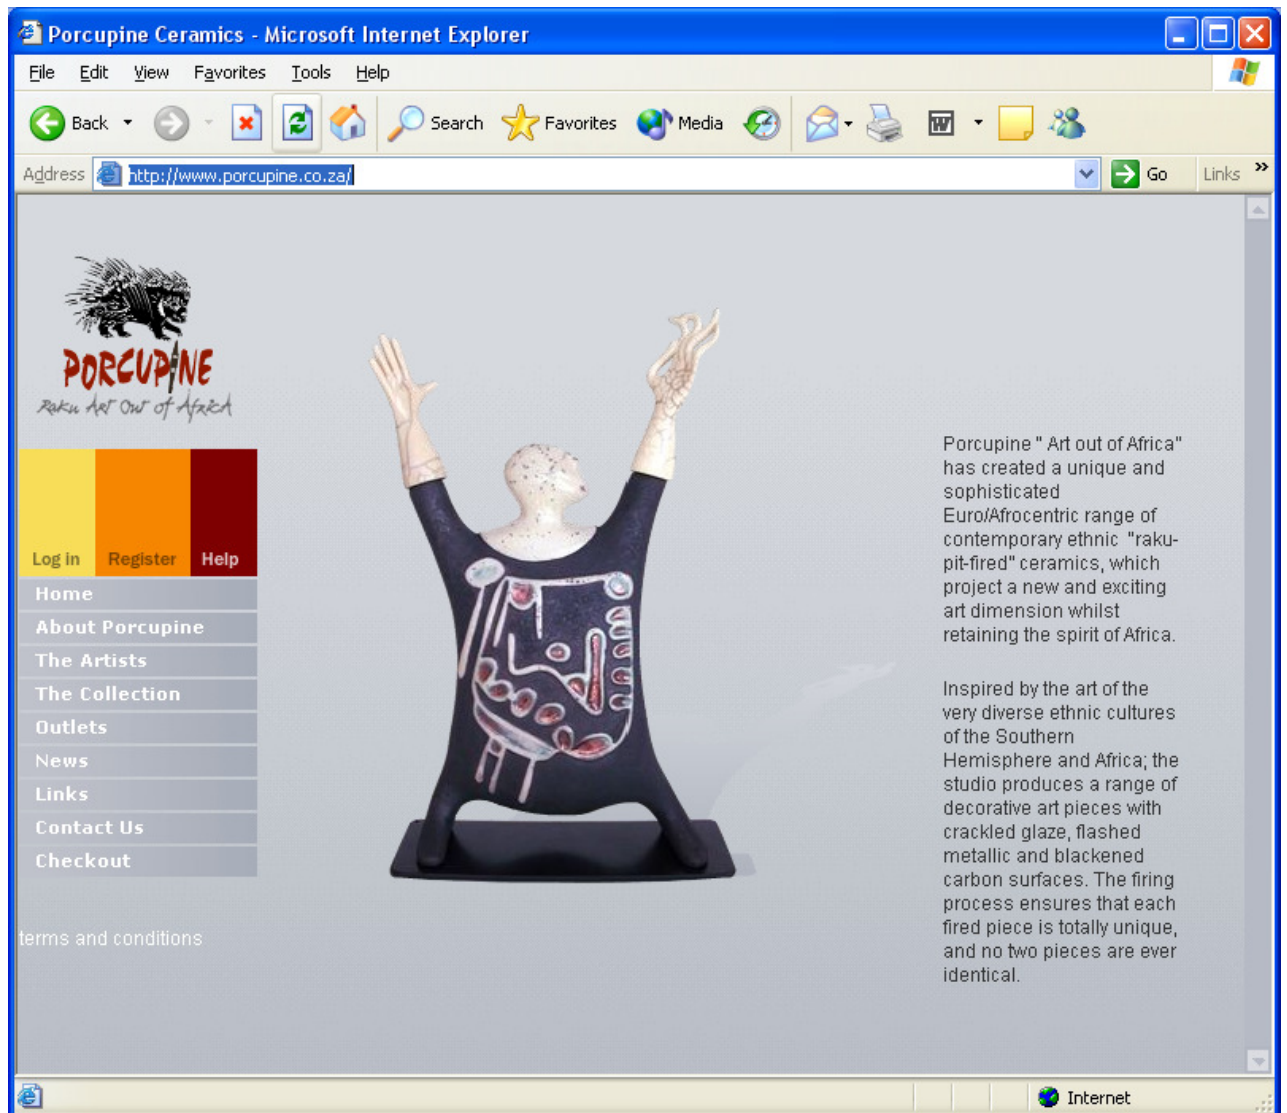 Porcupine Ceramics - Microsoft Internet Explorer
File Edit View Favorites Tools Help
Back Search Favorites Media
Address http://www.porcupine.co.za/ Go Links »
PORCUPINE
Raku Art Out of Africa
Log in Register Help
Home
About Porcupine
The Artists
The Collection
Outlets
News
Links
Contact Us
Checkout
terms and conditions
Porcupine " Art out of Africa"
has created a unique and
sophisticated
Euro/Afrocentric range of
contemporary ethnic "raku-
pit-fired" ceramics, which
project a new and exciting
art dimension whilst
retaining the spirit of Africa.
Inspired by the art of the
very diverse ethnic cultures
of the Southern
Hemisphere and Africa; the
studio produces a range of
decorative art pieces with
crackled glaze, flashed
metallic and blackened
carbon surfaces. The firing
process ensures that each
fired piece is totally unique,
and no two pieces are ever
identical.
Internet